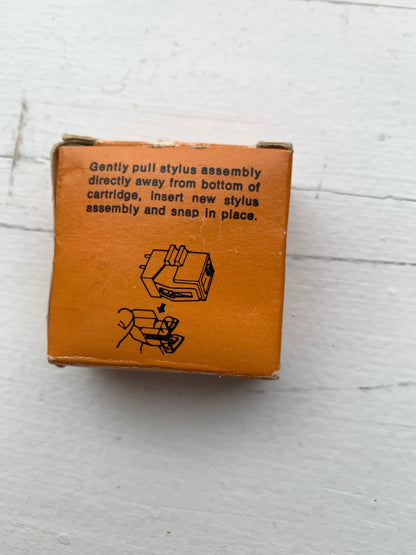 Gently pull stylus assembly
directly away from bottom of
cartridge, insert new stylus
assembly and snap in place.